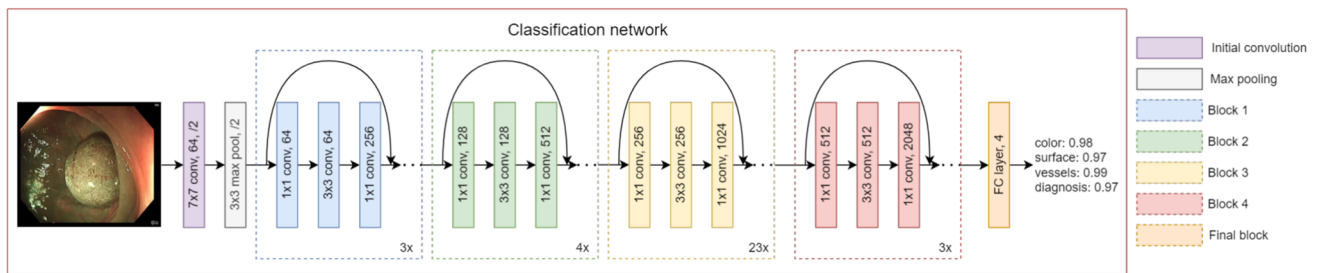 Classification network
7x7 conv, 64, /2
3x3 max pool, /2
1x1 conv, 64
3x3 conv, 64
1x1 conv, 256
3x
1x1 conv, 128
3x3 conv, 128
1x1 conv, 512
4x
1x1 conv, 256
3x3 conv, 256
1x1 conv, 1024
23x
1x1 conv, 512
3x3 conv, 512
1x1 conv, 2048
3x
FC layer, 4
color: 0.98
surface: 0.97
vessels: 0.99
diagnosis: 0.97
Initial convolution
Max pooling
Block 1
Block 2
Block 3
Block 4
Final block